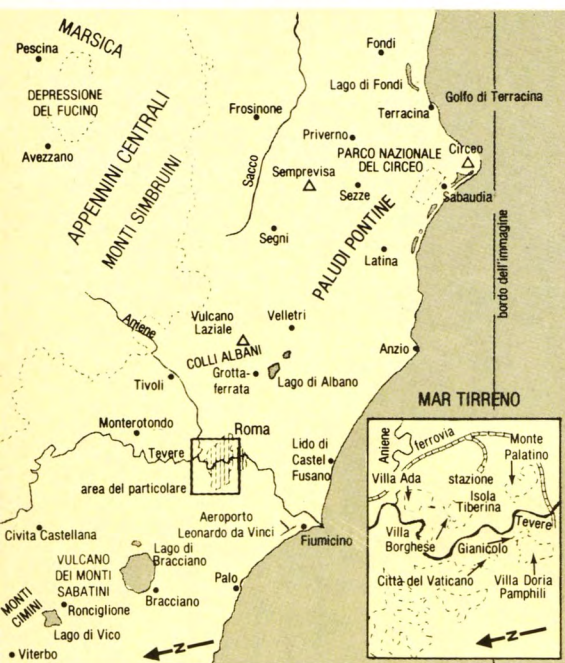 MARSICA
Pescina
DEPRESSIONE
DEL FUCINO
Avezzano
APPENNINI CENTRALI
MONTI SIMBRUINI
Frosinone
Sacco
Fondi
Lago di Fondi
Terracina
Golfo di Terracina
Priverno
PARCO NAZIONALE
DEL CIRCEO
Circeo
Semprevisa
Sezze
Sabaudia
Segni
PALUDI PONTINE
Latina
bordo dell'immagine
Aniene
Vulcano
Laziale
Velletri
COLLI ALBANI
Anzio
Grotta-
ferrata
Lago di Albano
Tivoli
MAR TIRRENO
Monterotondo
Roma
Tevere
Lido di
Castel
Fusano
area del particolare
Aeroporto
Leonardo da Vinci
Fiumicino
Civita Castellana
Lago di
Bracciano
VULCANO
DEI MONTI
SABATINI
Palo
Bracciano
MONTI
CIMINI
Ronciglione
Lago di Vico
Viterbo
N
Aniene
ferrovia
Monte
Palatino
Villa Ada
stazione
Isola
Tiberina
Tevere
Villa
Borghese
Gianicolo
Città del Vaticano
Villa Doria
Pamphili
N